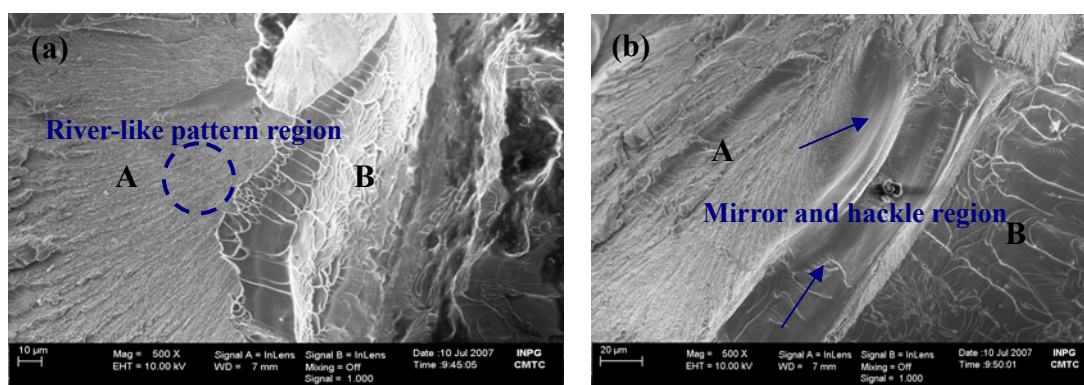 (a)
River-like pattern region
A
B
10 µm
Mag = 500 X
EHT = 10.00 kV
Signal A = InLens
WD = 7 mm
Signal B = InLens
Mixing = Off
Signal = 1.000
Date :10 Jul 2007
Time :9:45:05
INPG
CMTC
(b)
A
Mirror and hackle region
B
20 µm
Mag = 500 X
EHT = 10.00 kV
Signal A = InLens
WD = 7 mm
Signal B = InLens
Mixing = Off
Signal = 1.000
Date :10 Jul 2007
Time :9:50:01
INPG
CMTC